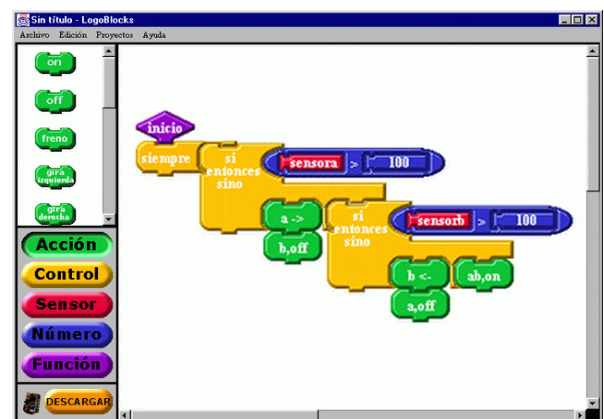 Sin título - LogoBlocks
Archivo Edición Proyectos Ayuda
on
off
freno
gira
izquierda
gira
derecha
Acción
Control
Sensor
Número
Función
DESCARGAR
inicio
siempre
si
entonces
sino
sensora > 100
a ->
b,off
si
entonces
sino
sensorb > 100
b <-
a,off
ab,on